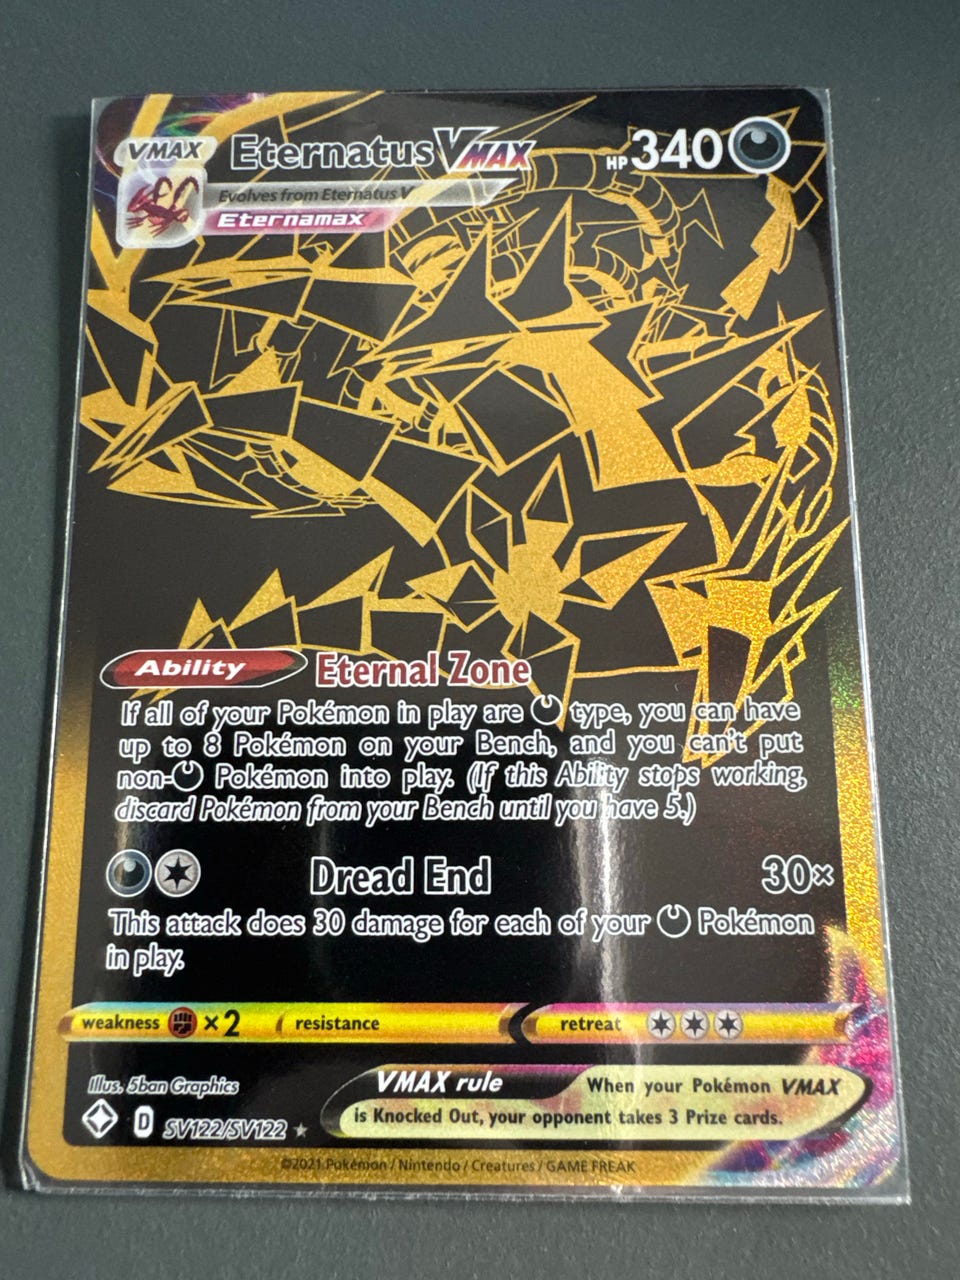 VMAX Eternatus VMAX HP 340
Evolves from Eternatus V
Eternamax
Ability Eternal Zone
If all of your Pokémon in play are type, you can have
up to 8 Pokémon on your Bench, and you can't put
non- Pokémon into play. (If this Ability stops working,
discard Pokémon from your Bench until you have 5.)
Dread End 30×
This attack does 30 damage for each of your Pokémon
in play.
weakness ×2 resistance retreat
Illus. 5ban Graphics
VMAX rule When your Pokémon VMAX
is Knocked Out, your opponent takes 3 Prize cards.
D SV122/SV122
©2021 Pokémon / Nintendo / Creatures / GAME FREAK